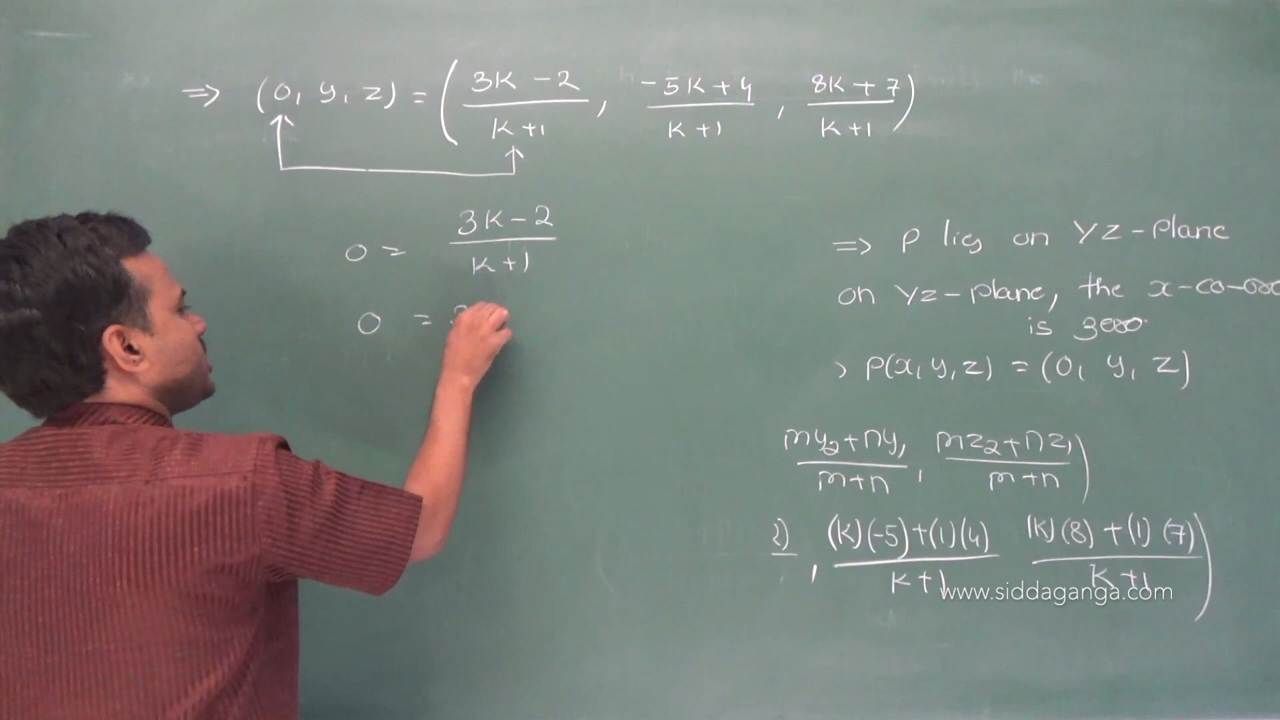 ⇒ (0, y, z) = ( 3k - 2 / k + 1 , -5k + 4 / k + 1 , 8k + 7 / k + 1 )
0 = 3k - 2 / k + 1
0 =
⇒ P lies on YZ-Plane
on YZ-plane, the x-co-
is zero
P(x, y, z) = (0, y, z)
my₂+ny₁ / m+n , mz₂+nz₁ / m+n )
2) , (k)(-5)+(1)(4) / k+1 (k)(8)+(1)(7) / k+1 )
www.siddaganga.com